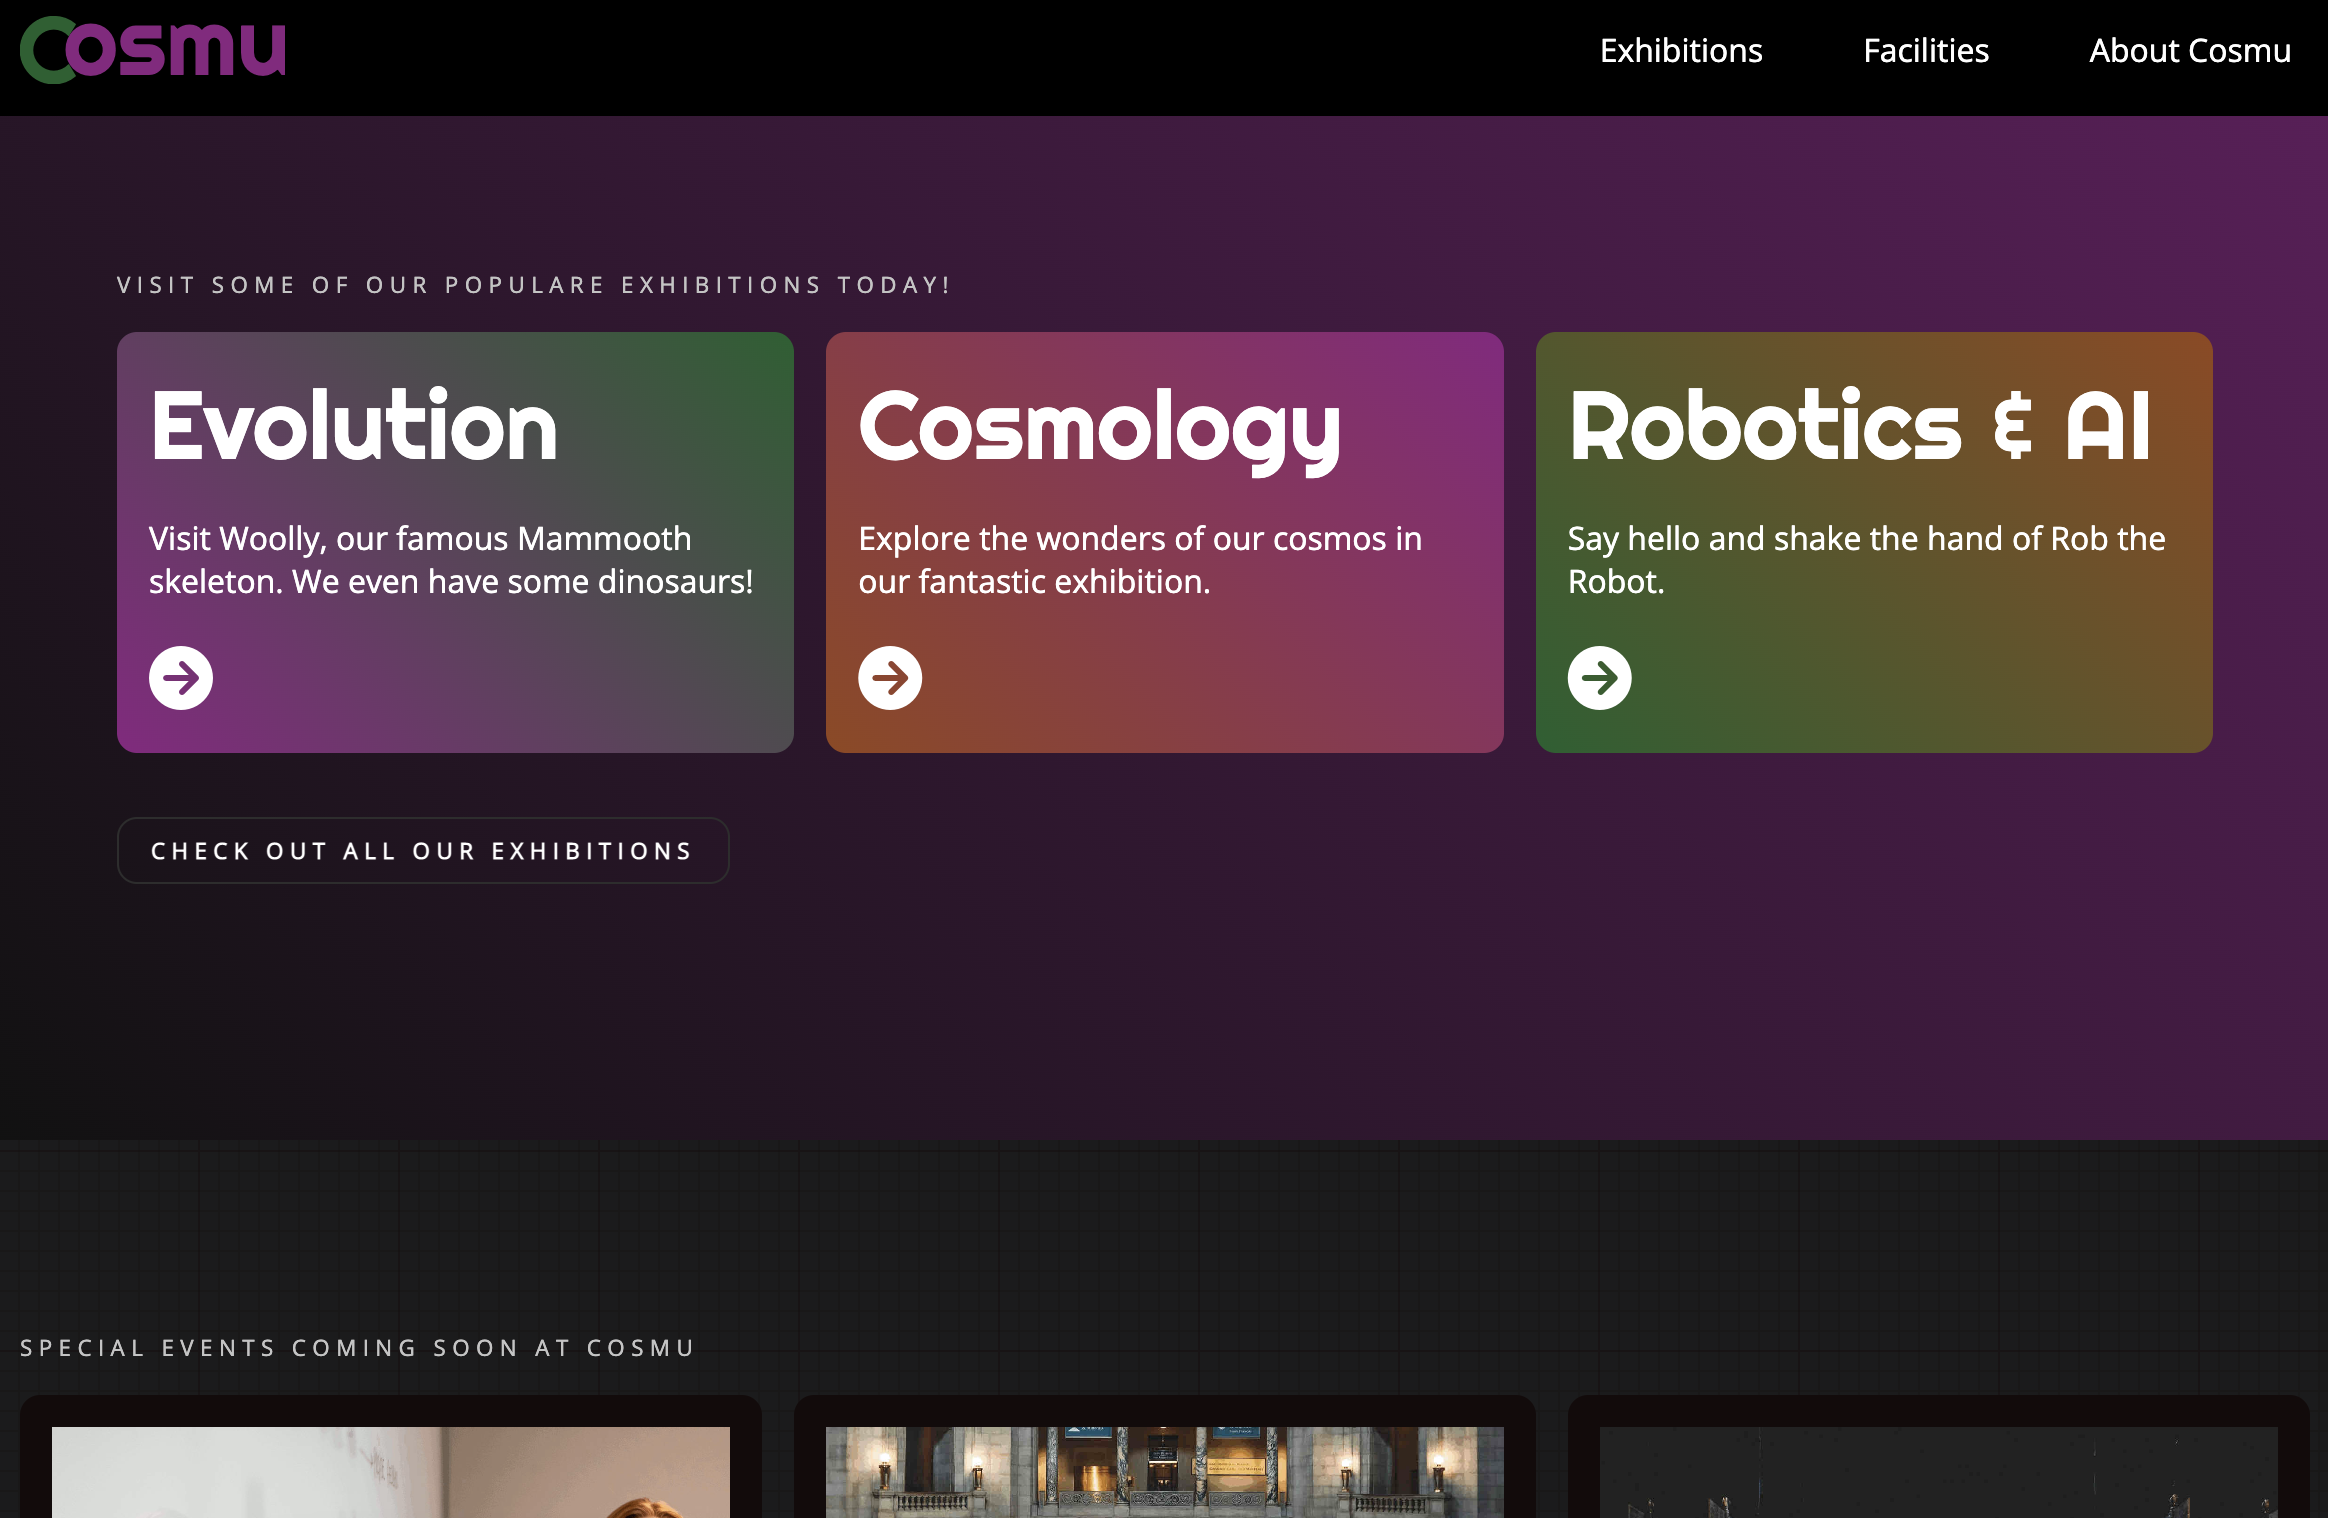 Cosmu
Exhibitions
Facilities
About Cosmu
VISIT SOME OF OUR POPULARE EXHIBITIONS TODAY!
Evolution
Visit Woolly, our famous Mammooth
skeleton. We even have some dinosaurs!
Cosmology
Explore the wonders of our cosmos in
our fantastic exhibition.
Robotics & AI
Say hello and shake the hand of Rob the
Robot.
CHECK OUT ALL OUR EXHIBITIONS
SPECIAL EVENTS COMING SOON AT COSMU